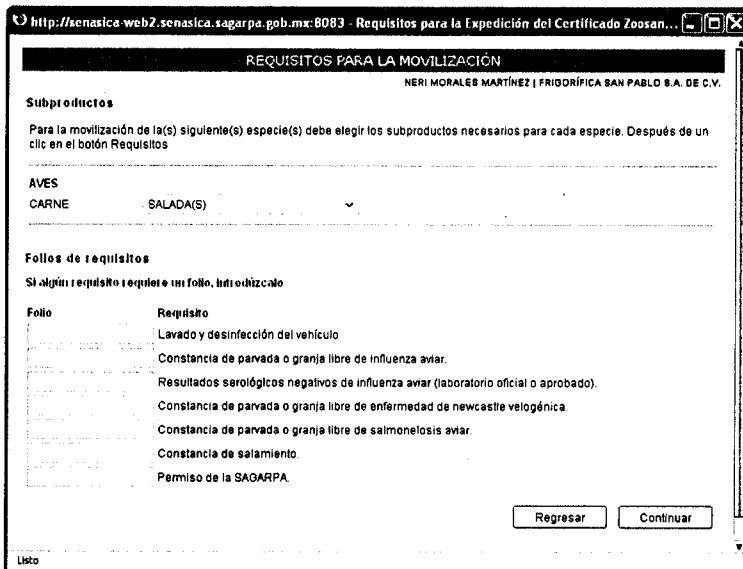 http://senasica-web2.senasica.sagarpa.gob.mx:8083 - Requisitos para la Expedición del Certificado Zoosan...
REQUISITOS PARA LA MOVILIZACIÓN
NERI MORALES MARTÍNEZ | FRIGORÍFICA SAN PABLO S.A. DE C.V.
Subproductos
Para la movilización de la(s) siguiente(s) especie(s) debe elegir los subproductos necesarios para cada especie. Después de un
clic en el botón Requisitos
AVES
CARNE SALADA(S)
Folios de requisitos
Si algún requisito requiere un folio, introdúzcalo
Folio Requisito
Lavado y desinfección del vehículo
Constancia de parvada o granja libre de influenza aviar.
Resultados serológicos negativos de influenza aviar (laboratorio oficial o aprobado).
Constancia de parvada o granja libre de enfermedad de newcastle velogénica.
Constancia de parvada o granja libre de salmonelosis aviar.
Constancia de salamiento.
Permiso de la SAGARPA.
Regresar Continuar
Listo